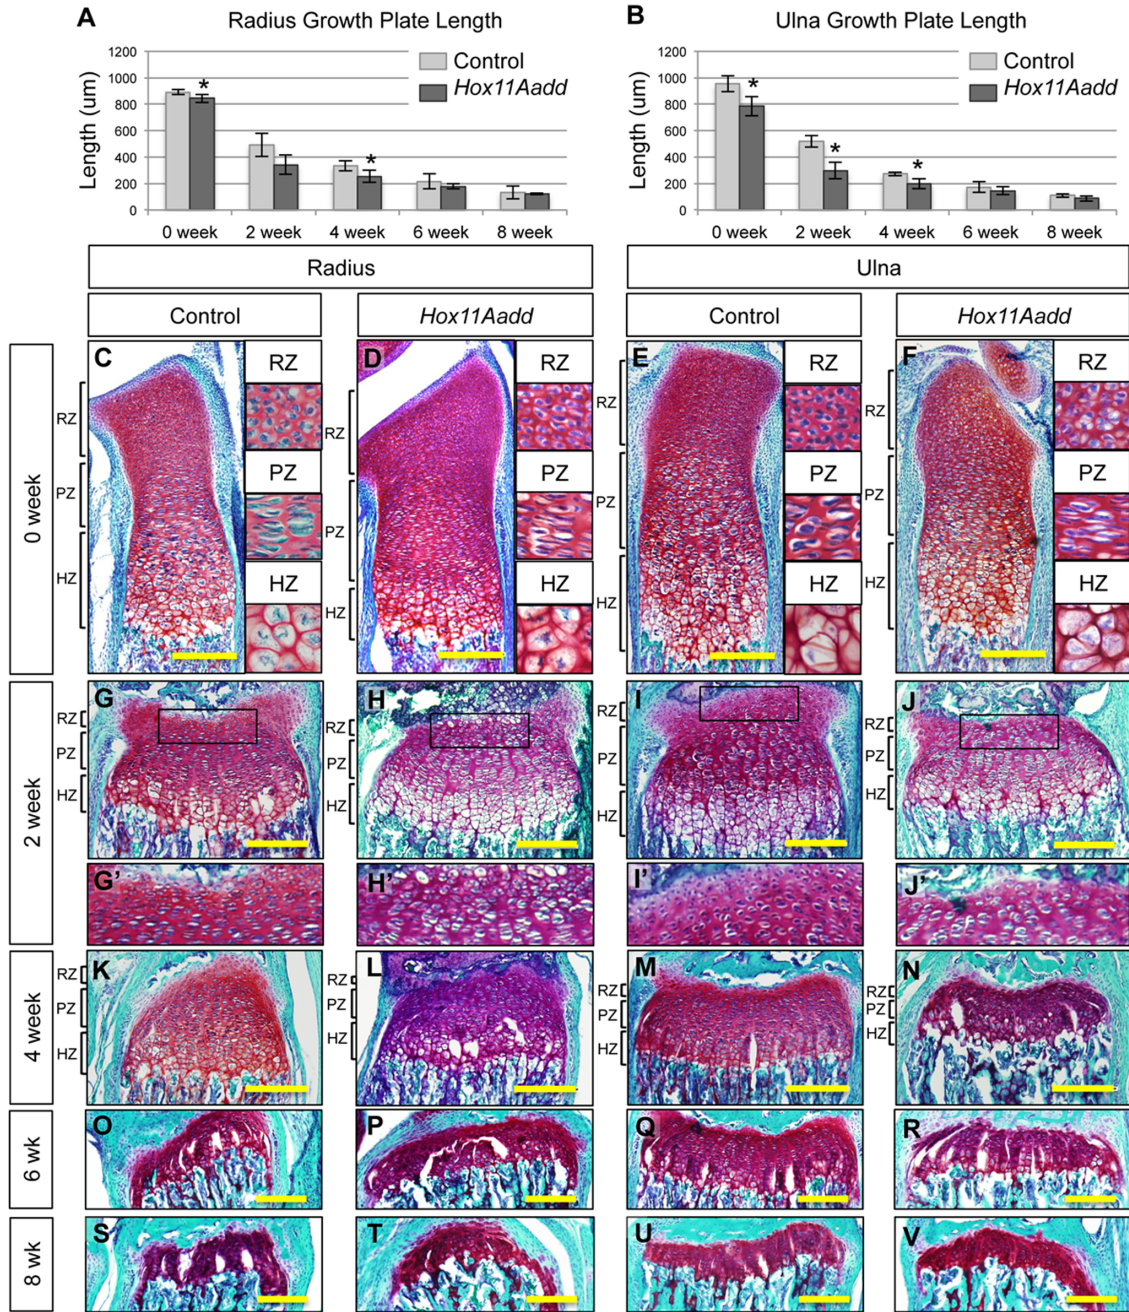 A
Radius Growth Plate Length
Length (um)
1200
1000
800
600
400
200
0
Control
Hox11Aadd
*
*
0 week
2 week
4 week
6 week
8 week
B
Ulna Growth Plate Length
Length (um)
1200
1000
800
600
400
200
0
Control
Hox11Aadd
*
*
*
0 week
2 week
4 week
6 week
8 week
Radius
Ulna
Control
Hox11Aadd
Control
Hox11Aadd
0 week
C
RZ
PZ
HZ
RZ
PZ
HZ
D
RZ
PZ
HZ
RZ
PZ
HZ
E
RZ
PZ
HZ
RZ
PZ
HZ
F
RZ
PZ
HZ
RZ
PZ
HZ
2 week
G
RZ
PZ
HZ
H
RZ
PZ
HZ
I
RZ
PZ
HZ
J
RZ
PZ
HZ
G’
H’
I’
J’
4 week
K
RZ
PZ
HZ
L
RZ
PZ
HZ
M
RZ
PZ
HZ
N
RZ
PZ
HZ
6 wk
O
P
Q
R
8 wk
S
T
U
V